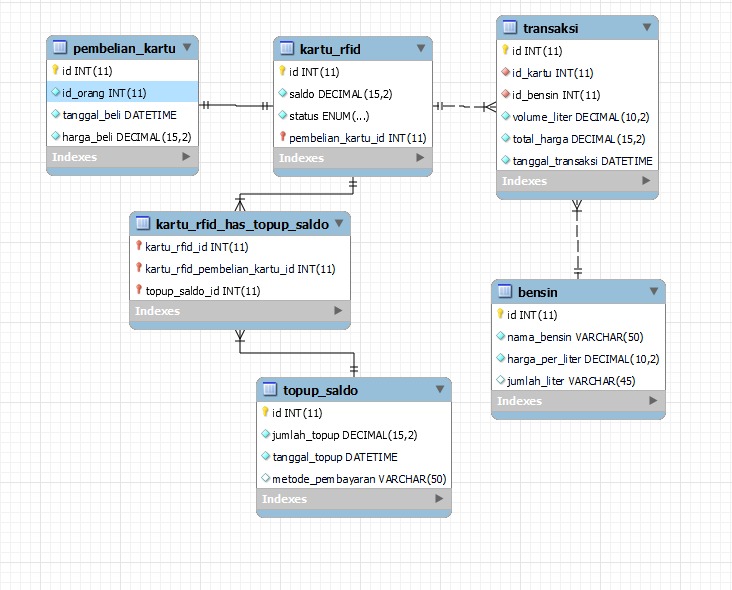 pembelian_kartu
id INT(11)
id_orang INT(11)
tanggal_beli DATETIME
harga_beli DECIMAL(15,2)
Indexes
kartu_rfid
id INT(11)
saldo DECIMAL(15,2)
status ENUM(...)
pembelian_kartu_id INT(11)
Indexes
transaksi
id INT(11)
id_kartu INT(11)
id_bensin INT(11)
volume_liter DECIMAL(10,2)
total_harga DECIMAL(15,2)
tanggal_transaksi DATETIME
Indexes
kartu_rfid_has_topup_saldo
kartu_rfid_id INT(11)
kartu_rfid_pembelian_kartu_id INT(11)
topup_saldo_id INT(11)
Indexes
bensin
id INT(11)
nama_bensin VARCHAR(50)
harga_per_liter DECIMAL(10,2)
jumlah_liter VARCHAR(45)
Indexes
topup_saldo
id INT(11)
jumlah_topup DECIMAL(15,2)
tanggal_topup DATETIME
metode_pembayaran VARCHAR(50)
Indexes